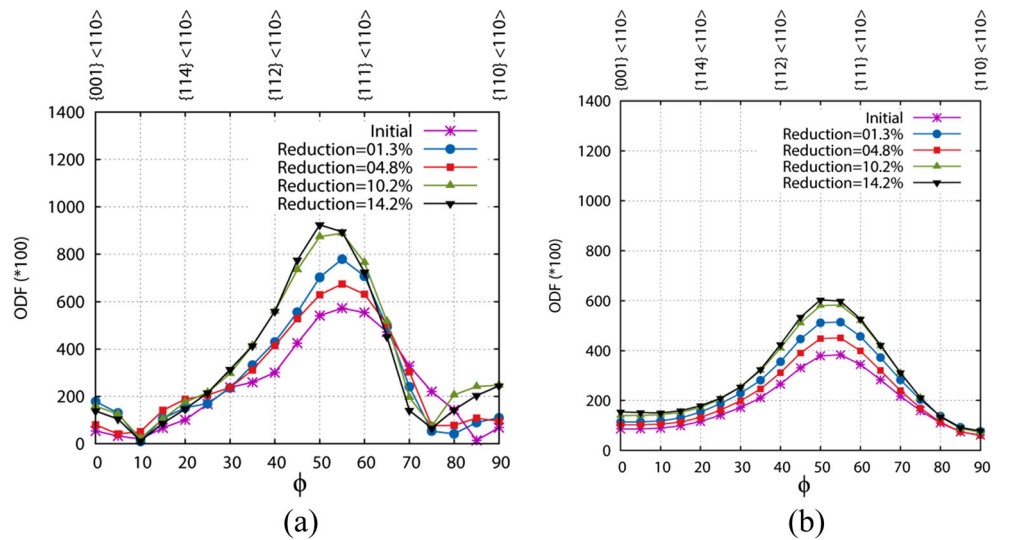 {001} <110>
{114} <110>
{112} <110>
{111} <110>
{110} <110>
1400
1200
1000
800
600
400
200
0
ODF (*100)
Initial
Reduction=01.3%
Reduction=04.8%
Reduction=10.2%
Reduction=14.2%
0 10 20 30 40 50 60 70 80 90
ϕ
(a)
{001} <110>
{114} <110>
{112} <110>
{111} <110>
{110} <110>
1400
1200
1000
800
600
400
200
0
ODF (*100)
Initial
Reduction=01.3%
Reduction=04.8%
Reduction=10.2%
Reduction=14.2%
0 10 20 30 40 50 60 70 80 90
ϕ
(b)